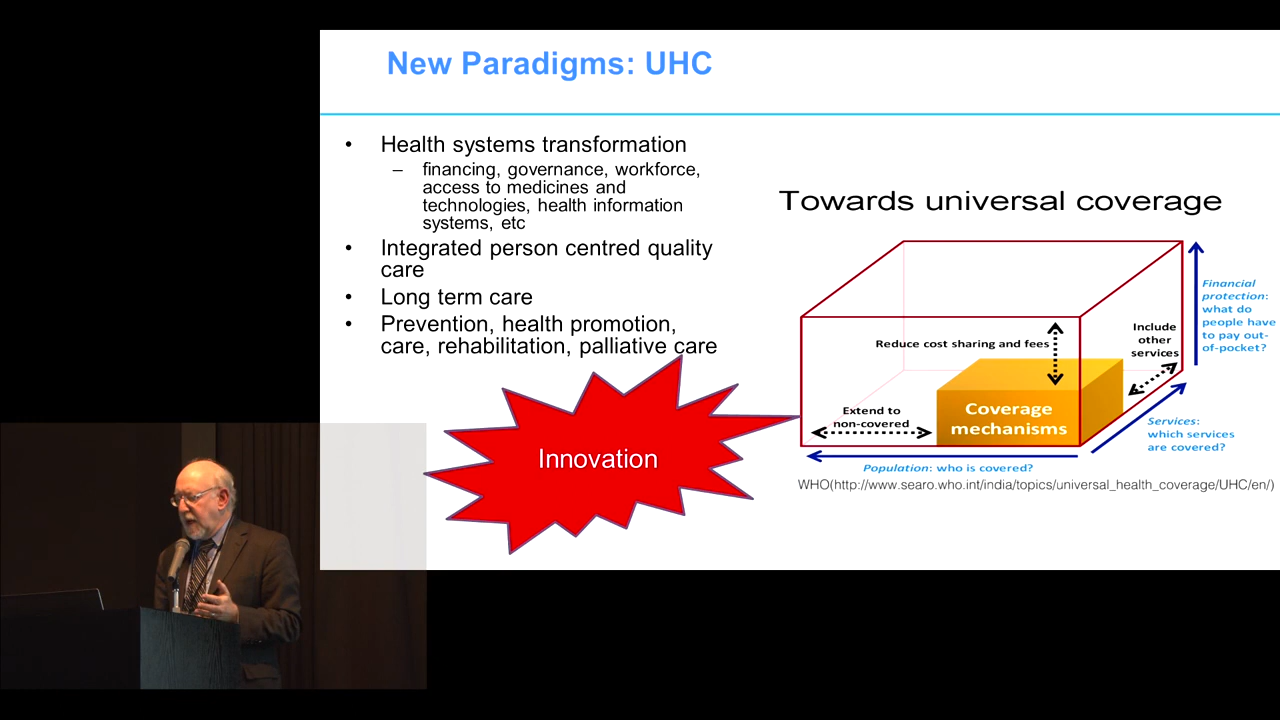 New Paradigms: UHC
• Health systems transformation
– financing, governance, workforce,
access to medicines and
technologies, health information
systems, etc
• Integrated person centred quality
care
• Long term care
• Prevention, health promotion,
care, rehabilitation, palliative care
Innovation
Towards universal coverage
Financial
protection:
what do
people have
to pay out-
of-pocket?
Include
other
services
Reduce cost sharing and fees
Extend to
non-covered
Coverage
mechanisms
Services:
which services
are covered?
Population: who is covered?
WHO(http://www.searo.who.int/india/topics/universal_health_coverage/UHC/en/)